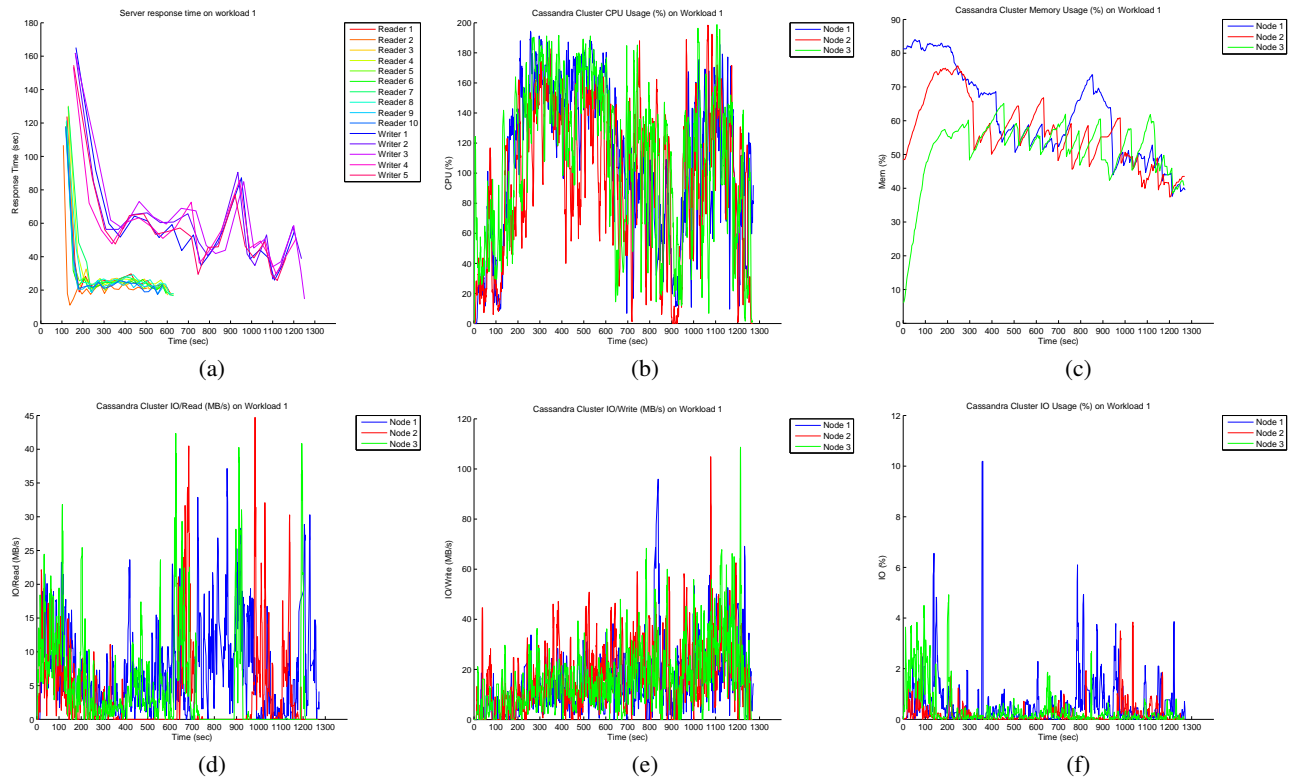 Server response time on workload 1
180
160
140
120
100
80
60
40
20
0
Response Time (sec)
100 200 300 400 500 600 700 800 900 1000 1100 1200 1300
Time (sec)
Reader 1
Reader 2
Reader 3
Reader 4
Reader 5
Reader 6
Reader 7
Reader 8
Reader 9
Reader 10
Writer 1
Writer 2
Writer 3
Writer 4
Writer 5
(a)
Cassandra Cluster CPU Usage (%) on Workload 1
200
180
160
140
120
100
80
60
40
20
0
CPU (%)
0 100 200 300 400 500 600 700 800 900 1000 1100 1200 1300
Time (sec)
Node 1
Node 2
Node 3
(b)
Cassandra Cluster Memory Usage (%) on Workload 1
90
80
70
60
50
40
30
20
10
0
Mem (%)
0 100 200 300 400 500 600 700 800 900 1000 1100 1200 1300
Time (sec)
Node 1
Node 2
Node 3
(c)
Cassandra Cluster IO/Read (MB/s) on Workload 1
45
40
35
30
25
20
15
10
5
0
IO/Read (MB/s)
0 100 200 300 400 500 600 700 800 900 1000 1100 1200 1300
Time (sec)
Node 1
Node 2
Node 3
(d)
Cassandra Cluster IO/Write (MB/s) on Workload 1
120
100
80
60
40
20
0
IO/Write (MB/s)
0 100 200 300 400 500 600 700 800 900 1000 1100 1200 1300
Time (sec)
Node 1
Node 2
Node 3
(e)
Cassandra Cluster IO Usage (%) on Workload 1
12
10
8
6
4
2
0
IO (%)
0 100 200 300 400 500 600 700 800 900 1000 1100 1200 1300
Time (sec)
Node 1
Node 2
Node 3
(f)